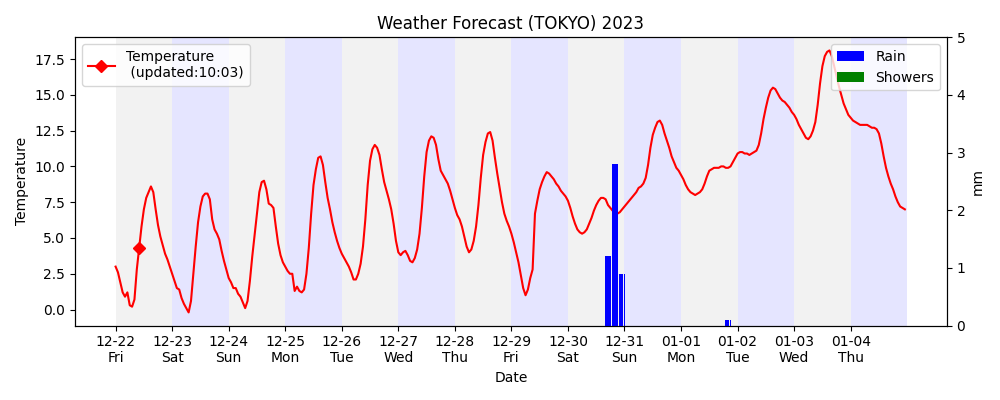 Weather Forecast (TOKYO) 2023
Temperature
(updated:10:03)
Rain
Showers
Temperature
17.5
15.0
12.5
10.0
7.5
5.0
2.5
0.0
5
4
3
2
1
0
mm
12-22 12-23 12-24 12-25 12-26 12-27 12-28 12-29 12-30 12-31 01-01 01-02 01-03 01-04
Fri Sat Sun Mon Tue Wed Thu Fri Sat Sun Mon Tue Wed Thu
Date